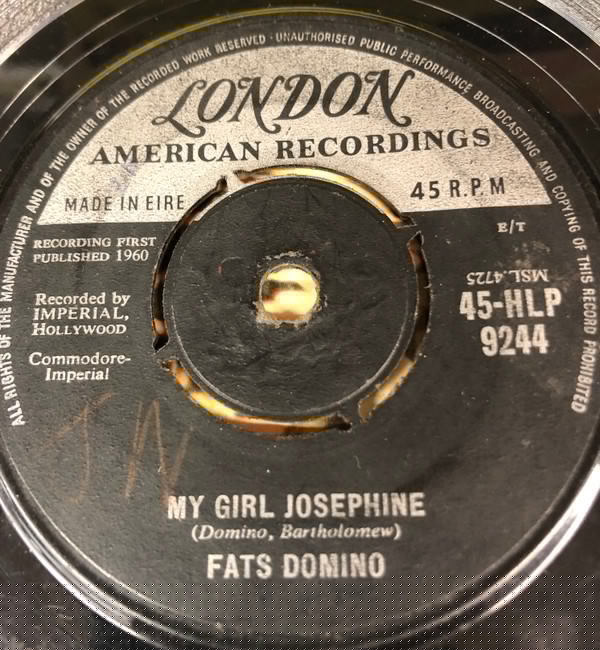 ALL RIGHTS OF THE MANUFACTURER AND OF THE OWNER OF THE RECORDED WORK RESERVED · UNAUTHORISED PUBLIC PERFORMANCE BROADCASTING AND COPYING OF THIS RECORD PROHIBITED
LONDON
AMERICAN RECORDINGS
MADE IN EIRE
45 R.P.M
E/T
RECORDING FIRST
PUBLISHED 1960
MSL·4725
45-HLP
9244
Recorded by
IMPERIAL,
HOLLYWOOD
Commodore-
Imperial
JN
MY GIRL JOSEPHINE
(Domino, Bartholomew)
FATS DOMINO